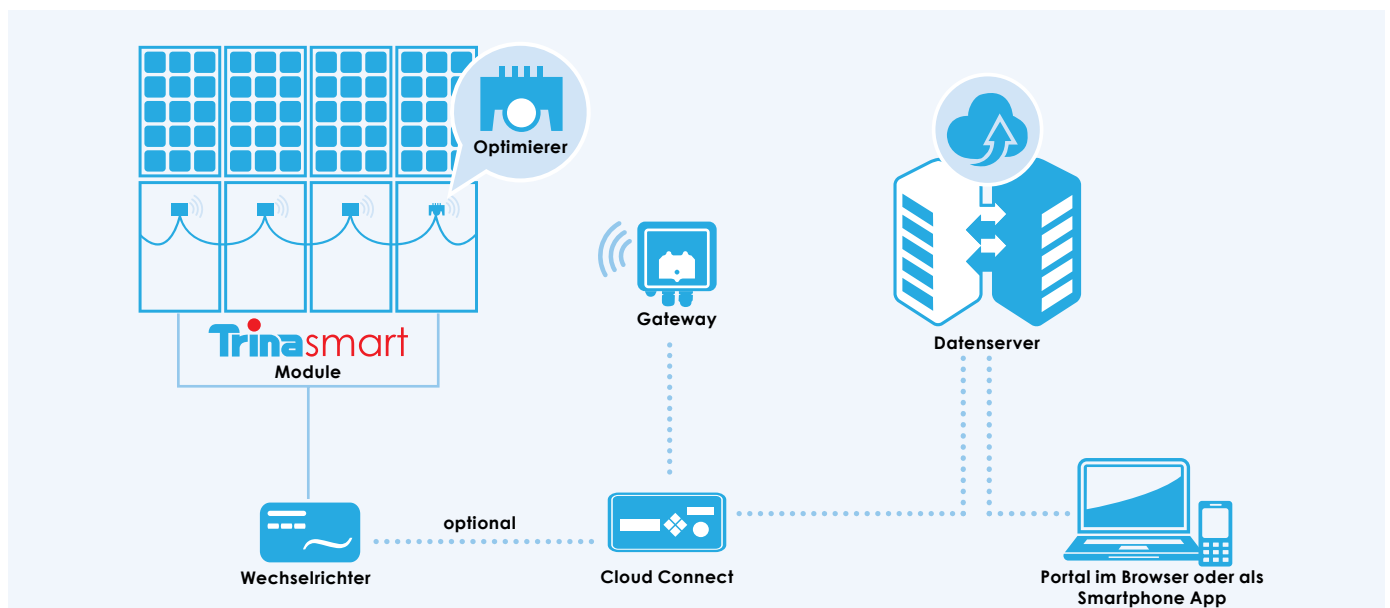 Optimierer
Trinasmart
Module
Gateway
Datenserver
optional
Wechselrichter
Cloud Connect
Portal im Browser oder als
Smartphone App